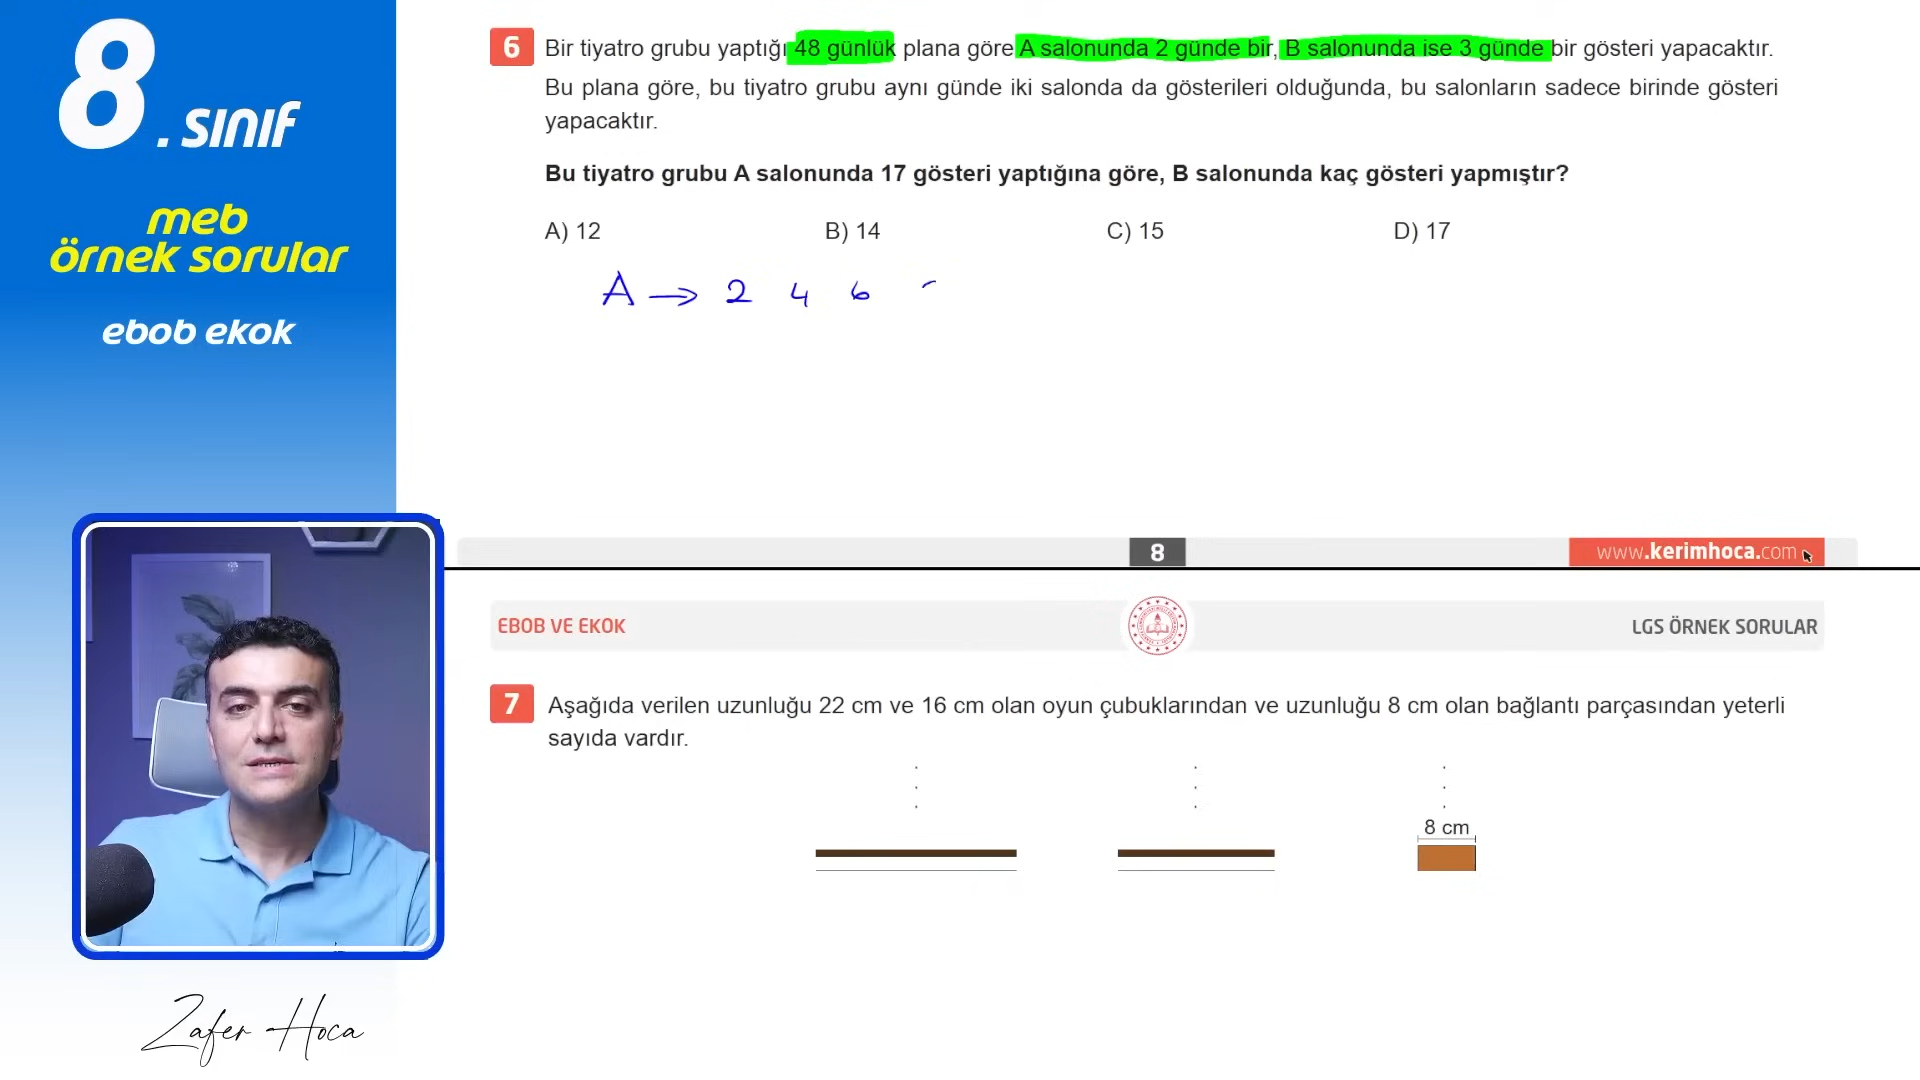 8. sınıf
meb
örnek sorular
ebob ekok
6 Bir tiyatro grubu yaptığı 48 günlük plana göre A salonunda 2 günde bir, B salonunda ise 3 günde bir gösteri yapacaktır.
Bu plana göre, bu tiyatro grubu aynı günde iki salonda da gösterileri olduğunda, bu salonların sadece birinde gösteri
yapacaktır.
Bu tiyatro grubu A salonunda 17 gösteri yaptığına göre, B salonunda kaç gösteri yapmıştır?
A) 12 B) 14 C) 15 D) 17
A → 2 4 6
8 www.kerimhoca.com
EBOB VE EKOK LGS ÖRNEK SORULAR
7 Aşağıda verilen uzunluğu 22 cm ve 16 cm olan oyun çubuklarından ve uzunluğu 8 cm olan bağlantı parçasından yeterli
sayıda vardır.
8 cm
Zafer Hoca